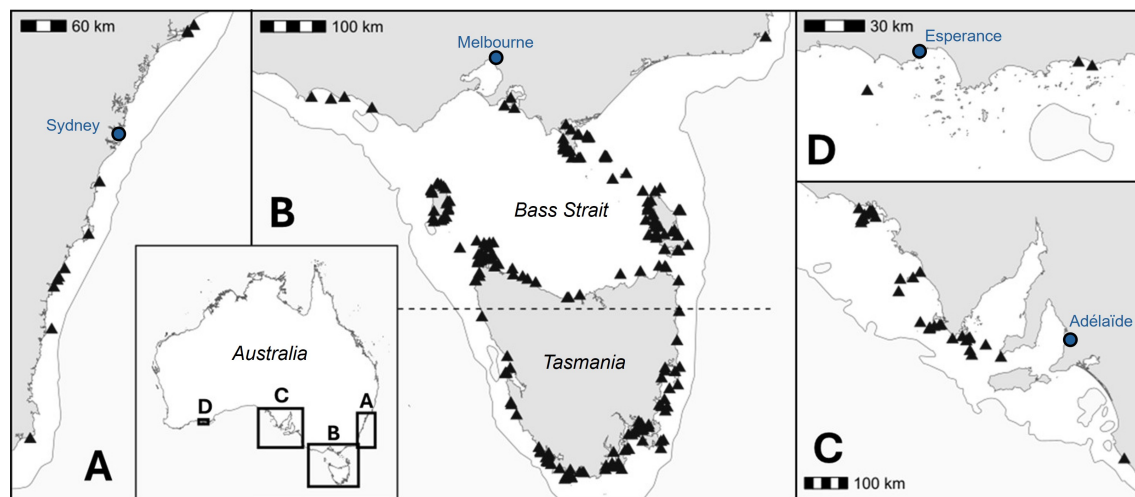 60 km
Sydney
A
100 km
Melbourne
B
Bass Strait
Tasmania
Australia
D
C
B
A
30 km
Esperance
D
Adélaïde
C
100 km